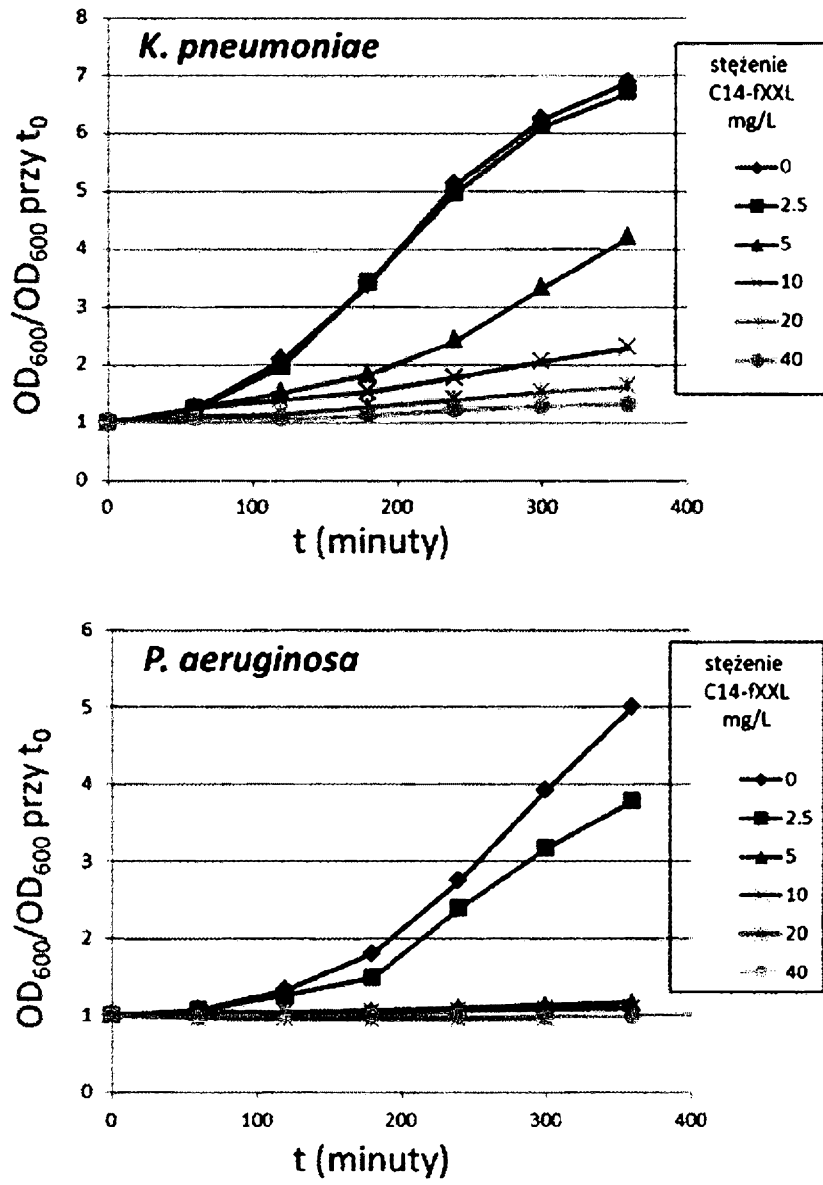 K. pneumoniae
OD600/OD600 przy t0
8
7
6
5
4
3
2
1
0
0 100 200 300 400
t (minuty)
stężenie
C14-fXXL
mg/L
0
2.5
5
10
20
40
P. aeruginosa
OD600/OD600 przy t0
6
5
4
3
2
1
0
0 100 200 300 400
t (minuty)
stężenie
C14-fXXL
mg/L
0
2.5
5
10
20
40